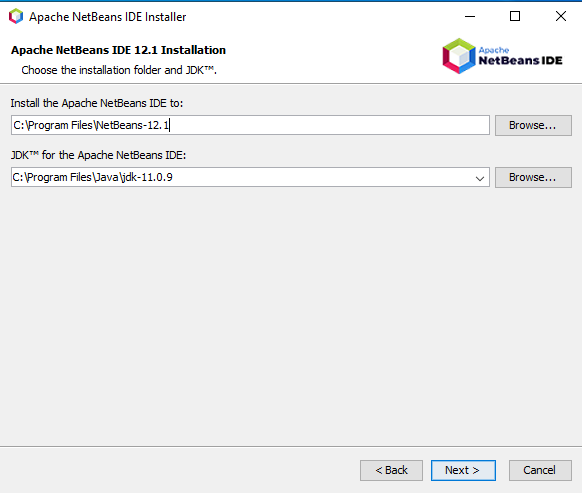 Apache NetBeans IDE Installer
Apache NetBeans IDE 12.1 Installation
Choose the installation folder and JDK™.
Apache
NetBeans IDE
Install the Apache NetBeans IDE to:
C:\Program Files\NetBeans-12.1
Browse...
JDK™ for the Apache NetBeans IDE:
C:\Program Files\Java\jdk-11.0.9
Browse...
< Back
Next >
Cancel